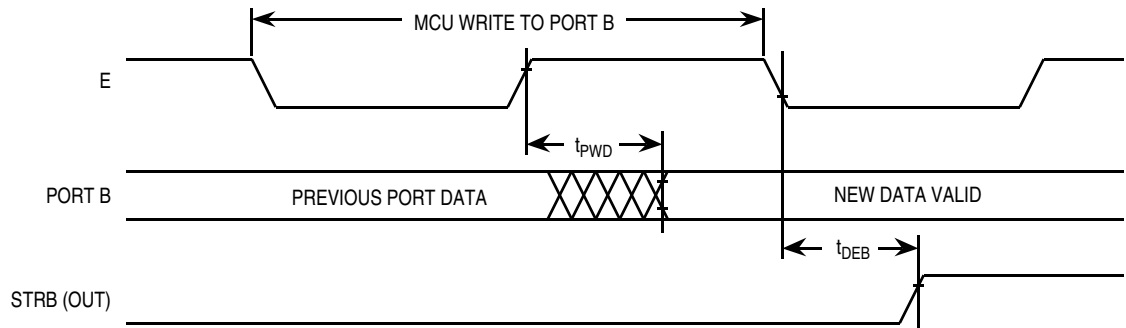 MCU WRITE TO PORT B
E
tPWD
PORT B
PREVIOUS PORT DATA
NEW DATA VALID
tDEB
STRB (OUT)